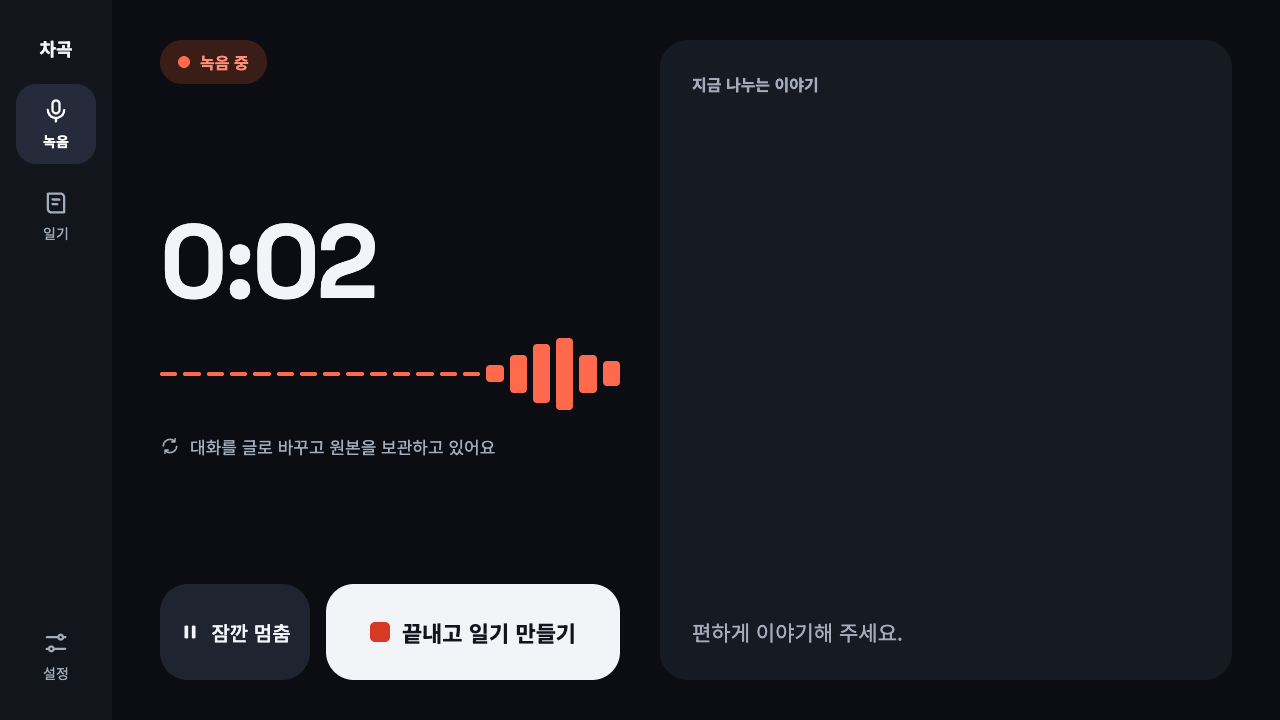 차곡
녹음
일기
설정
녹음 중
0:02
대화를 글로 바꾸고 원본을 보관하고 있어요
잠깐 멈춤
끝내고 일기 만들기
지금 나누는 이야기
편하게 이야기해 주세요.